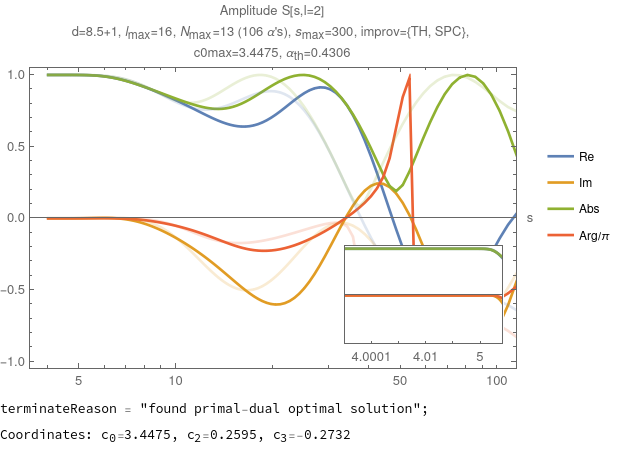 Amplitude S[s,l=2]
d=8.5+1, lmax=16, Nmax=13 (106 α's), smax=300, improv={TH, SPC},
c0max=3.4475, αth=0.4306
1.0
0.5
0.0
-0.5
-1.0
s
Re
Im
Abs
Arg/π
4.0001 4.01 5
5 10 50 100
terminateReason = "found primal-dual optimal solution";
Coordinates: c0=3.4475, c2=0.2595, c3=-0.2732